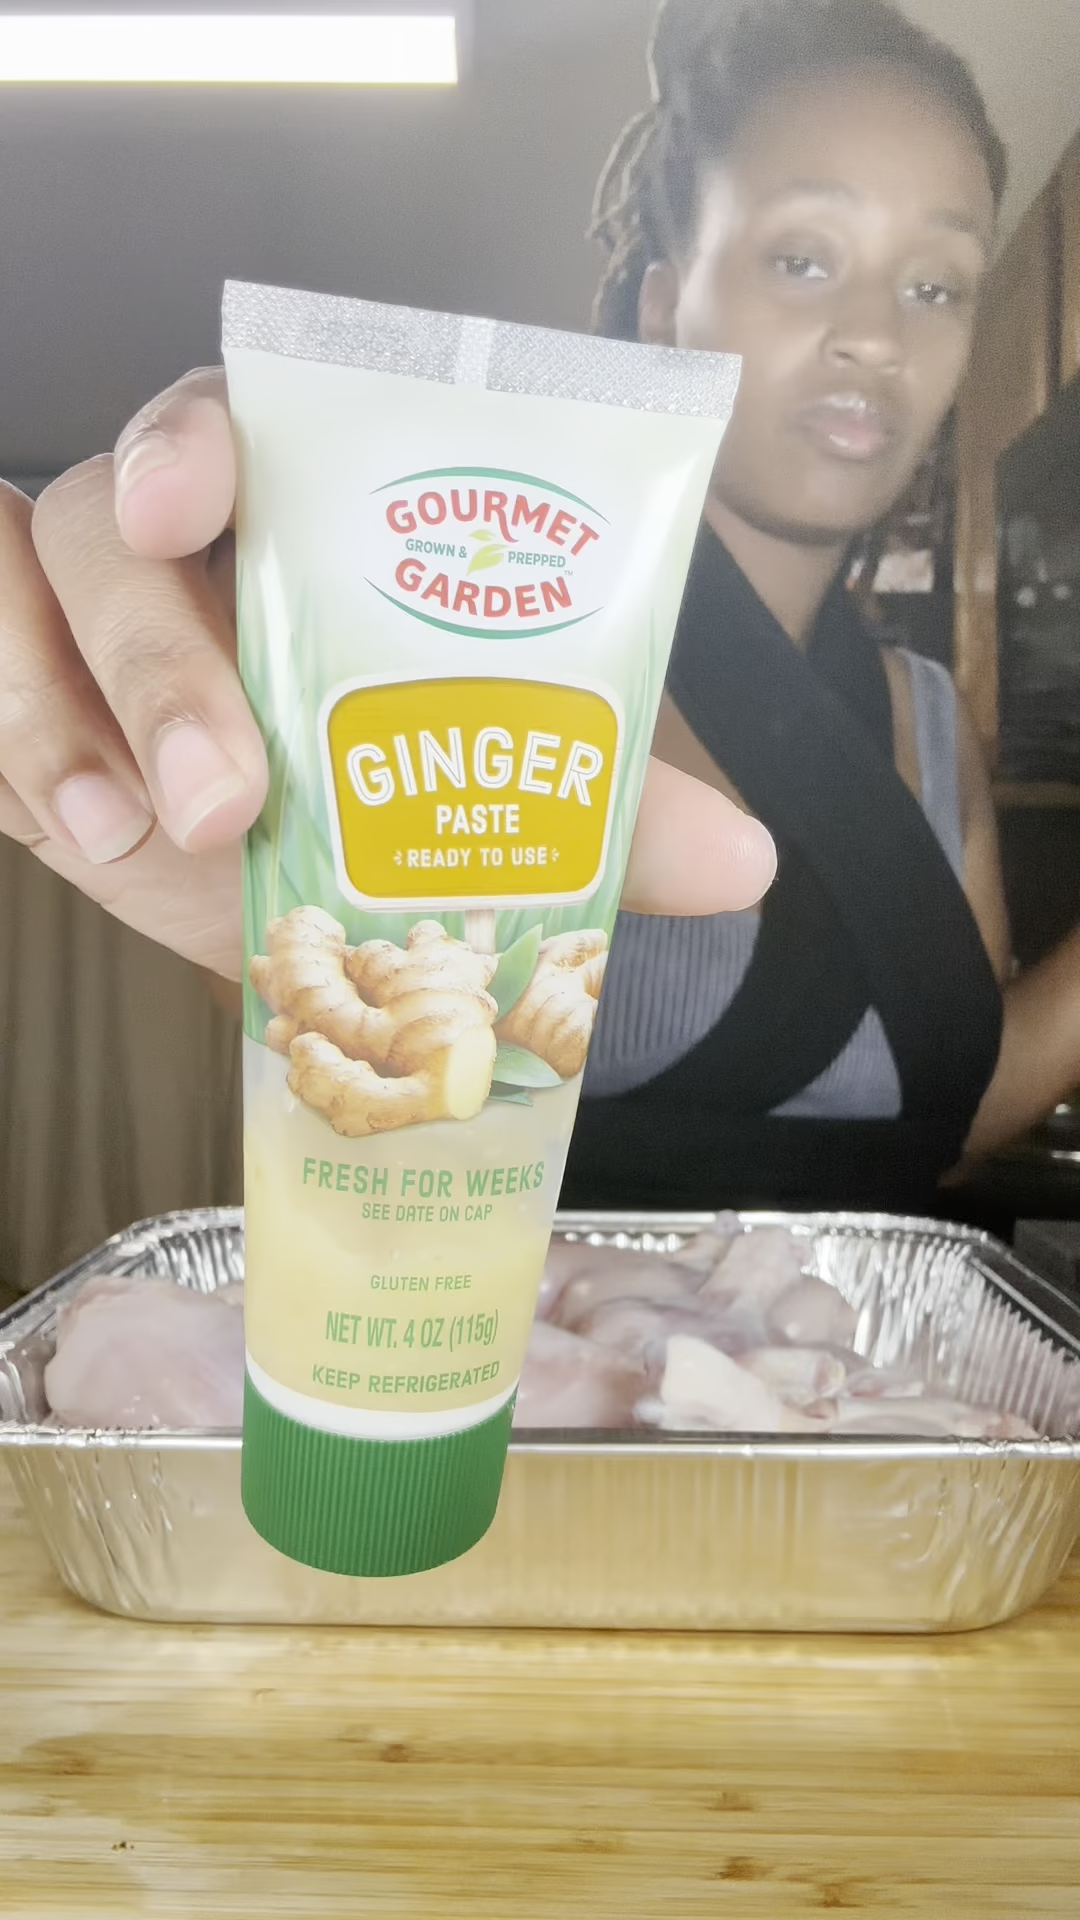 GOURMET
GROWN & PREPPED™
GARDEN
GINGER
PASTE
READY TO USE
FRESH FOR WEEKS
SEE DATE ON CAP
GLUTEN FREE
NET WT. 4 OZ (115g)
KEEP REFRIGERATED